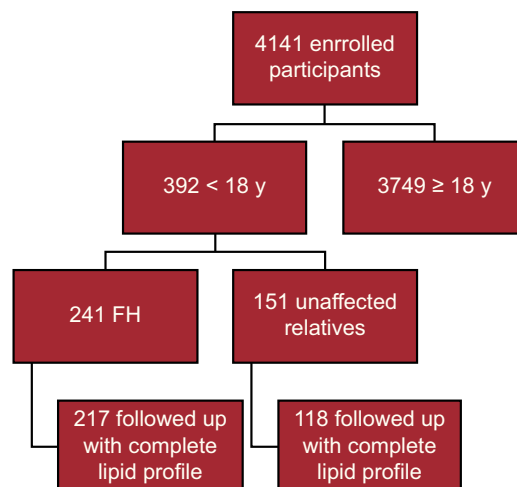 4141 enrrolled
participants
392 < 18 y
3749 ≥ 18 y
241 FH
151 unaffected
relatives
217 followed up
with complete
lipid profile
118 followed up
with complete
lipid profile